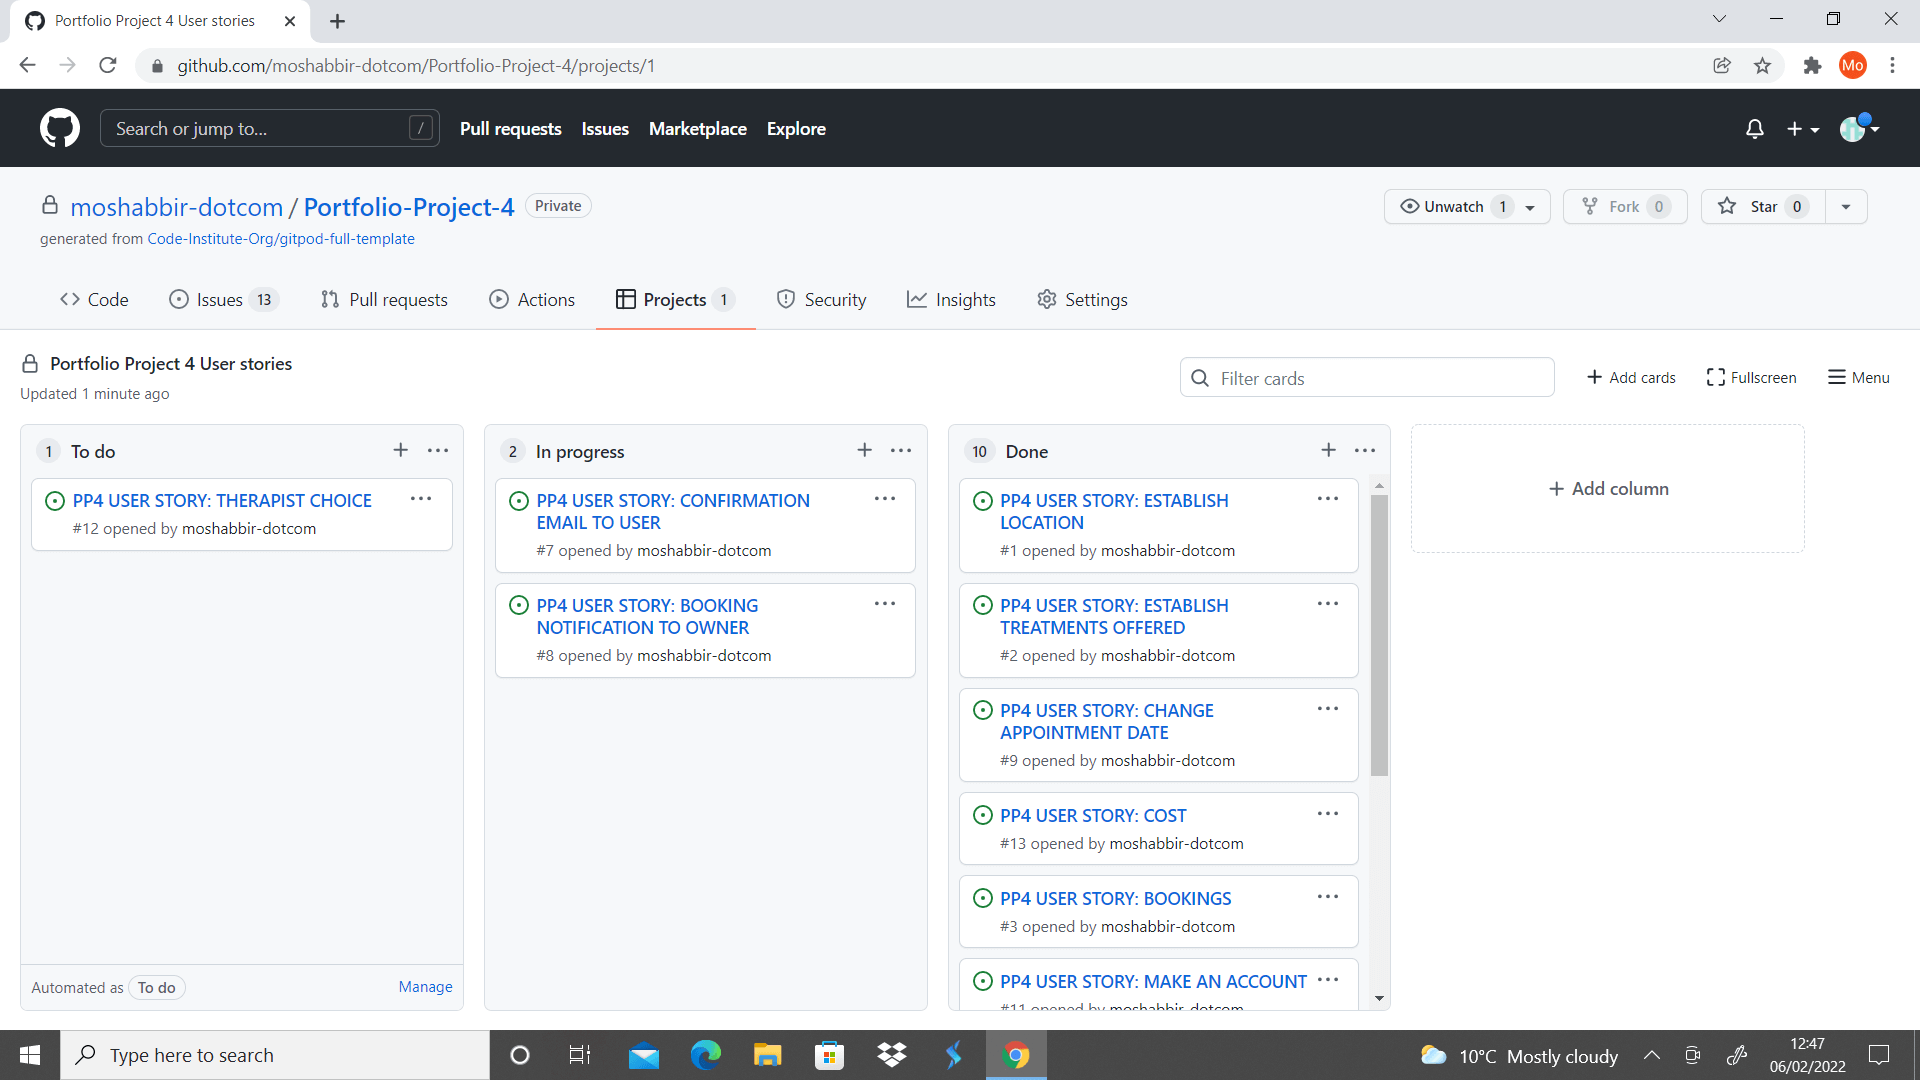 Portfolio Project 4 User stories
github.com/moshabbir-dotcom/Portfolio-Project-4/projects/1
Mo
Search or jump to... /
Pull requests Issues Marketplace Explore
moshabbir-dotcom / Portfolio-Project-4 Private
Unwatch 1 Fork 0 Star 0
generated from Code-Institute-Org/gitpod-full-template
Code Issues 13 Pull requests Actions Projects 1 Security Insights Settings
Portfolio Project 4 User stories
Updated 1 minute ago
Filter cards
Add cards Fullscreen Menu
1 To do
PP4 USER STORY: THERAPIST CHOICE
#12 opened by moshabbir-dotcom
Automated as To do Manage
2 In progress
PP4 USER STORY: CONFIRMATION
EMAIL TO USER
#7 opened by moshabbir-dotcom
PP4 USER STORY: BOOKING
NOTIFICATION TO OWNER
#8 opened by moshabbir-dotcom
10 Done
PP4 USER STORY: ESTABLISH
LOCATION
#1 opened by moshabbir-dotcom
PP4 USER STORY: ESTABLISH
TREATMENTS OFFERED
#2 opened by moshabbir-dotcom
PP4 USER STORY: CHANGE
APPOINTMENT DATE
#9 opened by moshabbir-dotcom
PP4 USER STORY: COST
#13 opened by moshabbir-dotcom
PP4 USER STORY: BOOKINGS
#3 opened by moshabbir-dotcom
PP4 USER STORY: MAKE AN ACCOUNT
#11 opened by moshabbir-dotcom
Add column
Type here to search
10°C Mostly cloudy
12:47
06/02/2022